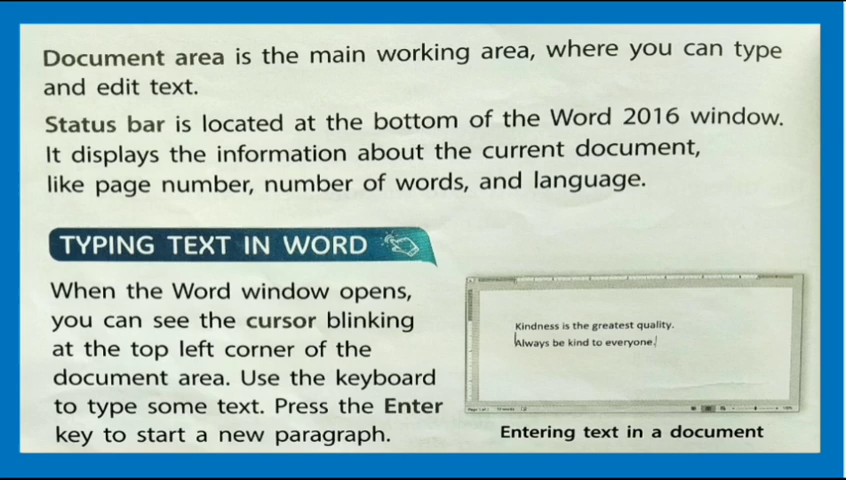 Document area is the main working area, where you can type
and edit text.
Status bar is located at the bottom of the Word 2016 window.
It displays the information about the current document,
like page number, number of words, and language.
TYPING TEXT IN WORD
When the Word window opens,
you can see the cursor blinking
at the top left corner of the
document area. Use the keyboard
to type some text. Press the Enter
key to start a new paragraph.
Kindness is the greatest quality.
Always be kind to everyone.
Entering text in a document